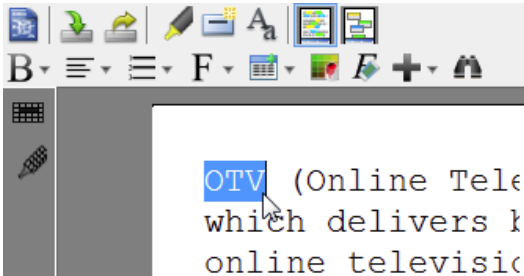 A a
B F F
OTV (Online Tele
which delivers b
online televisio